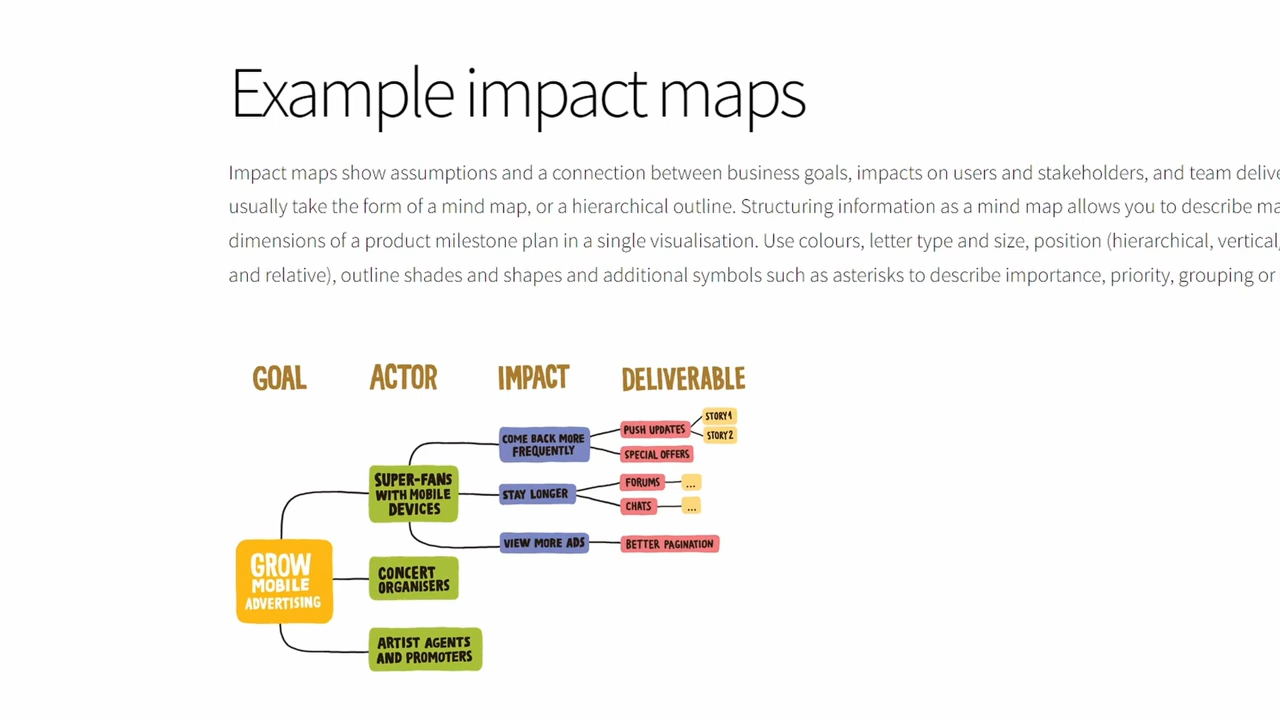 Example impact maps
Impact maps show assumptions and a connection between business goals, impacts on users and stakeholders, and team delive
usually take the form of a mind map, or a hierarchical outline. Structuring information as a mind map allows you to describe ma
dimensions of a product milestone plan in a single visualisation. Use colours, letter type and size, position (hierarchical, vertical,
and relative), outline shades and shapes and additional symbols such as asterisks to describe importance, priority, grouping or
GOAL
ACTOR
IMPACT
DELIVERABLE
GROW
MOBILE
ADVERTISING
SUPER-FANS
WITH MOBILE
DEVICES
COME BACK MORE
FREQUENTLY
PUSH UPDATES
STORY1
STORY2
SPECIAL OFFERS
STAY LONGER
FORUMS
...
CHATS
...
VIEW MORE ADS
BETTER PAGINATION
CONCERT
ORGANISERS
ARTIST AGENTS
AND PROMOTERS